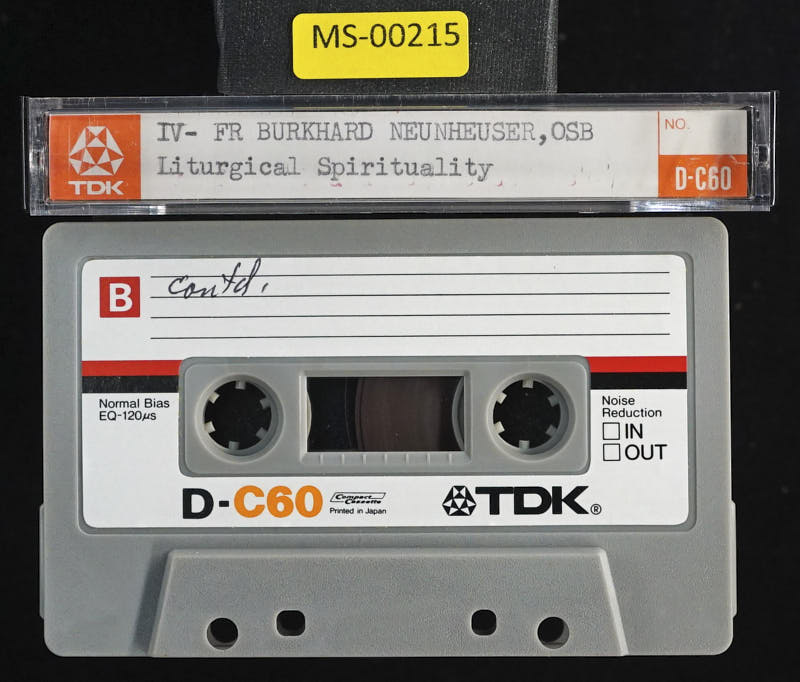 MS-00215
IV- FR BURKHARD NEUNHEUSER,OSB
Liturgical Spirituality
TDK
NO.
D-C60
B
contd.
Normal Bias
EQ-120µs
Noise
Reduction
IN
OUT
D-C60
Compact
Cassette
Printed in Japan
TDK®